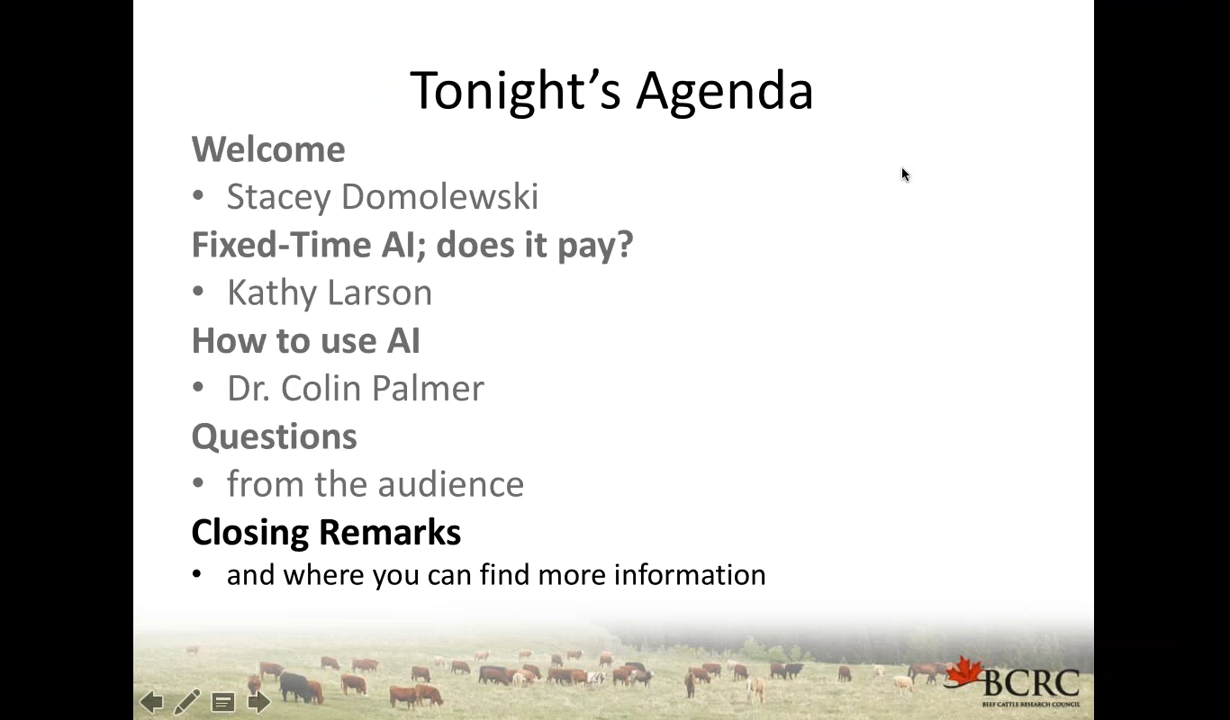 Tonight’s Agenda
Welcome
• Stacey Domolewski
Fixed-Time AI; does it pay?
• Kathy Larson
How to use AI
• Dr. Colin Palmer
Questions
• from the audience
Closing Remarks
• and where you can find more information
BCRC
BEEF CATTLE RESEARCH COUNCIL